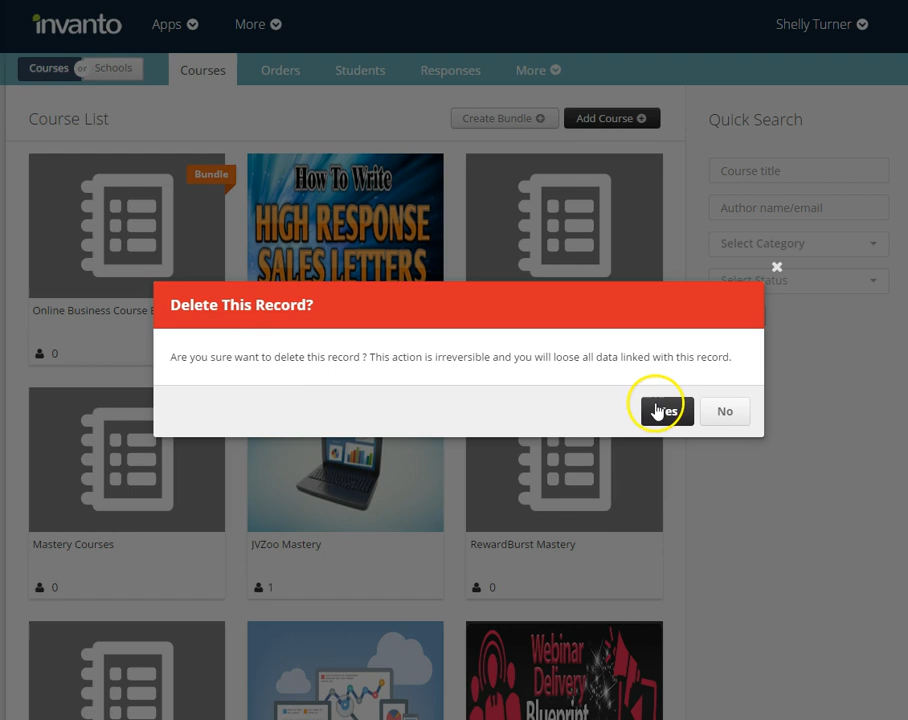 invanto
Apps
More
Shelly Turner
Courses or Schools
Courses
Orders
Students
Responses
More
Course List
Create Bundle
Add Course
Quick Search
Bundle
How To Write
HIGH RESPONSE
SALES LETTERS
Course title
Author name/email
Select Category
Select Status
Online Business Course
0
Delete This Record?
Are you sure want to delete this record ? This action is irreversible and you will loose all data linked with this record.
Yes
No
Mastery Courses
0
JVZoo Mastery
1
RewardBurst Mastery
0
Webinar
Delivery
Blueprint